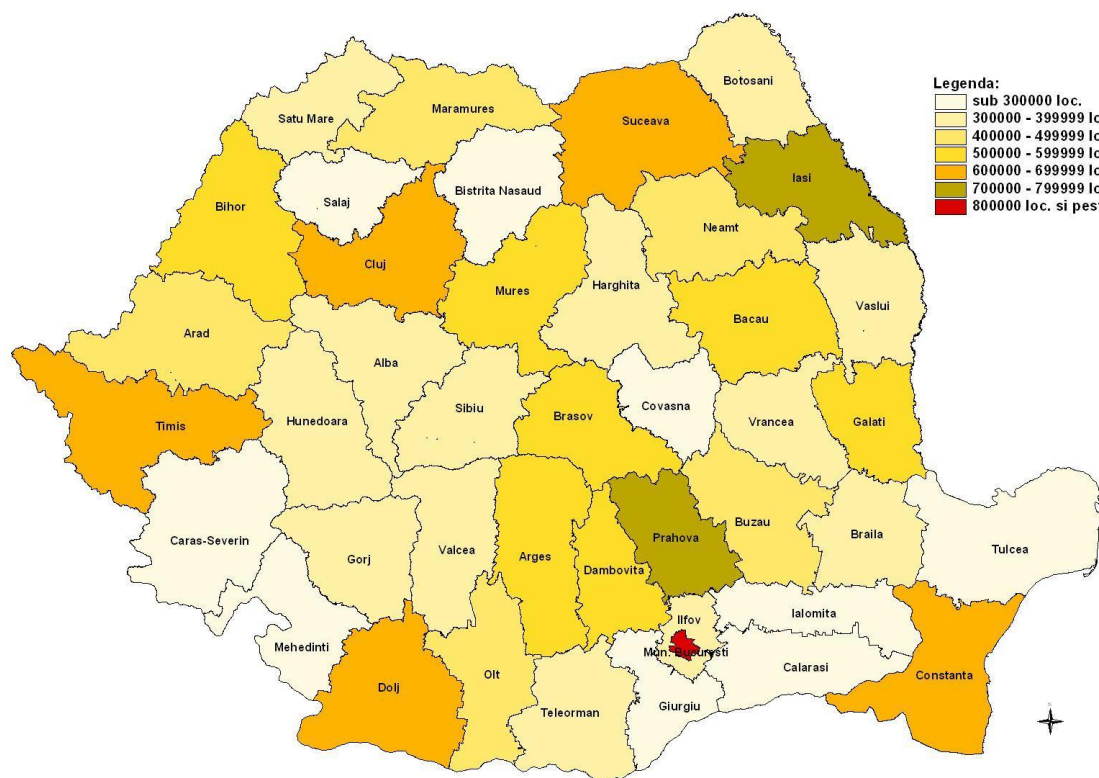 Botosani
Legenda:
sub 300000 loc.
300000 - 399999 lo
400000 - 499999 lo
500000 - 599999 lo
600000 - 699999 lo
700000 - 799999 lo
800000 loc. si pest
Satu Mare
Maramures
Suceava
Iasi
Salaj
Bistrita Nasaud
Bihor
Neamt
Cluj
Mures
Harghita
Vaslui
Bacau
Arad
Alba
Sibiu
Covasna
Timis
Hunedoara
Brasov
Vrancea
Galati
Caras-Severin
Gorj
Valcea
Arges
Dambovita
Prahova
Buzau
Braila
Tulcea
Ilfov
Ialomita
Mehedinti
Mun. Bucuresti
Calarasi
Constanta
Dolj
Olt
Teleorman
Giurgiu